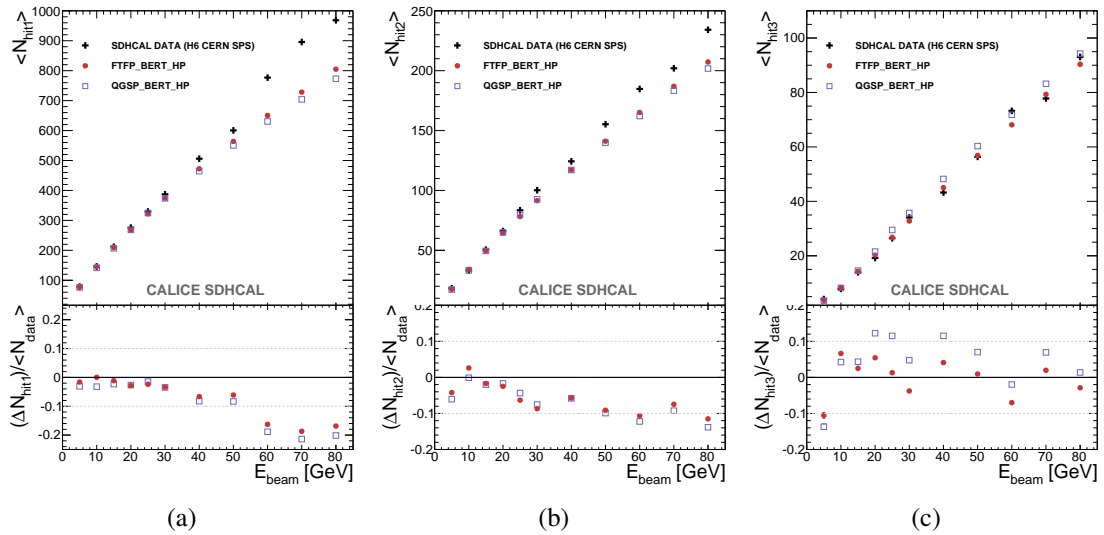 <N_hit1>
1000
900
800
700
600
500
400
300
200
100
SDHCAL DATA (H6 CERN SPS)
FTFP_BERT_HP
QGSP_BERT_HP
CALICE SDHCAL
(ΔN_hit1)/<N_data>
0.1
0
-0.1
-0.2
0 10 20 30 40 50 60 70 80
E_beam [GeV]
(a)
<N_hit2>
250
200
150
100
50
SDHCAL DATA (H6 CERN SPS)
FTFP_BERT_HP
QGSP_BERT_HP
CALICE SDHCAL
(ΔN_hit2)/<N_data>
0.2
0.1
0
-0.1
-0.2
0 10 20 30 40 50 60 70 80
E_beam [GeV]
(b)
<N_hit3>
100
80
60
40
20
SDHCAL DATA (H6 CERN SPS)
FTFP_BERT_HP
QGSP_BERT_HP
CALICE SDHCAL
(ΔN_hit3)/<N_data>
0.2
0.1
0
-0.1
-0.2
0 10 20 30 40 50 60 70 80
E_beam [GeV]
(c)